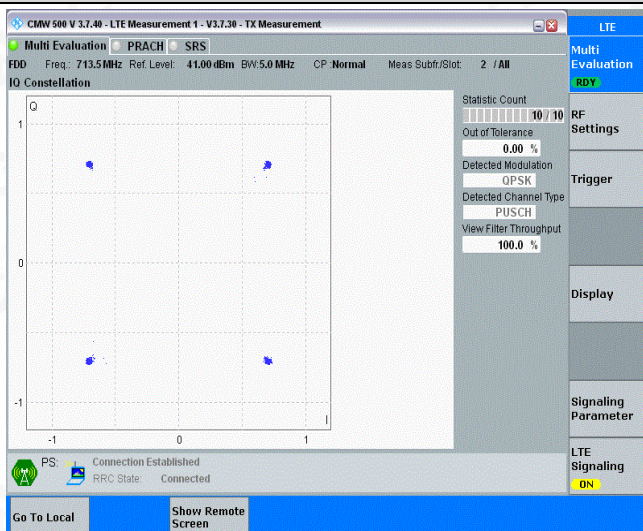 CMW 500 V 3.7.40 - LTE Measurement 1 - V3.7.30 - TX Measurement
LTE
Multi Evaluation PRACH SRS
FDD Freq.: 713.5 MHz Ref. Level: 41.00 dBm BW:5.0 MHz CP :Normal Meas Subfr./Slot: 2 / All
IQ Constellation
Q
1
0
-1
-1 0 1
I
Statistic Count
10 / 10
Out of Tolerance
0.00 %
Detected Modulation
QPSK
Detected Channel Type
PUSCH
View Filter Throughput
100.0 %
Multi
Evaluation
RDY
RF
Settings
Trigger
Display
Signaling
Parameter
LTE
Signaling
ON
PS: Connection Established
RRC State: Connected
Go To Local
Show Remote
Screen